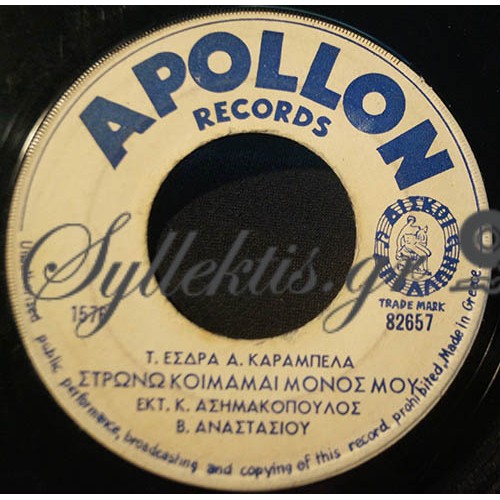 APOLLON
RECORDS
TRADE MARK
82657
Τ. ΕΣΔΡΑ Α. ΚΑΡΑΜΠΕΛΑ
ΣΤΡΩΝΩ ΚΟΙΜΑΜΑΙ ΜΟΝΟΣ ΜΟΥ
ΕΚΤ. Κ. ΑΣΗΜΑΚΟΠΟΥΛΟΣ
Β. ΑΝΑΣΤΑΣΙΟΥ
public performance, broadcasting and copying of this record prohibited, Made in Greece
Syllektis.gr